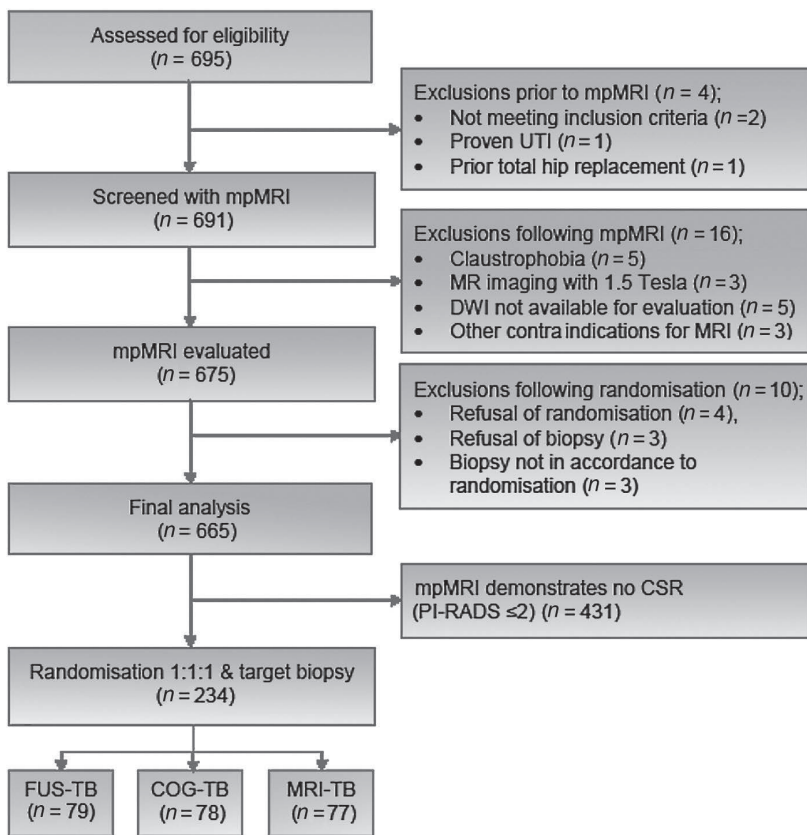 Assessed for eligibility
(n = 695)
Exclusions prior to mpMRI (n = 4);
• Not meeting inclusion criteria (n =2)
• Proven UTI (n = 1)
• Prior total hip replacement (n = 1)
Screened with mpMRI
(n = 691)
Exclusions following mpMRI (n = 16);
• Claustrophobia (n = 5)
• MR imaging with 1.5 Tesla (n = 3)
• DWI not available for evaluation (n = 5)
• Other contraindications for MRI (n = 3)
mpMRI evaluated
(n = 675)
Exclusions following randomisation (n = 10);
• Refusal of randomisation (n = 4),
• Refusal of biopsy (n = 3)
• Biopsy not in accordance to
randomisation (n = 3)
Final analysis
(n = 665)
mpMRI demonstrates no CSR
(PI-RADS ≤2) (n = 431)
Randomisation 1:1:1 & target biopsy
(n = 234)
FUS-TB
(n = 79)
COG-TB
(n = 78)
MRI-TB
(n = 77)